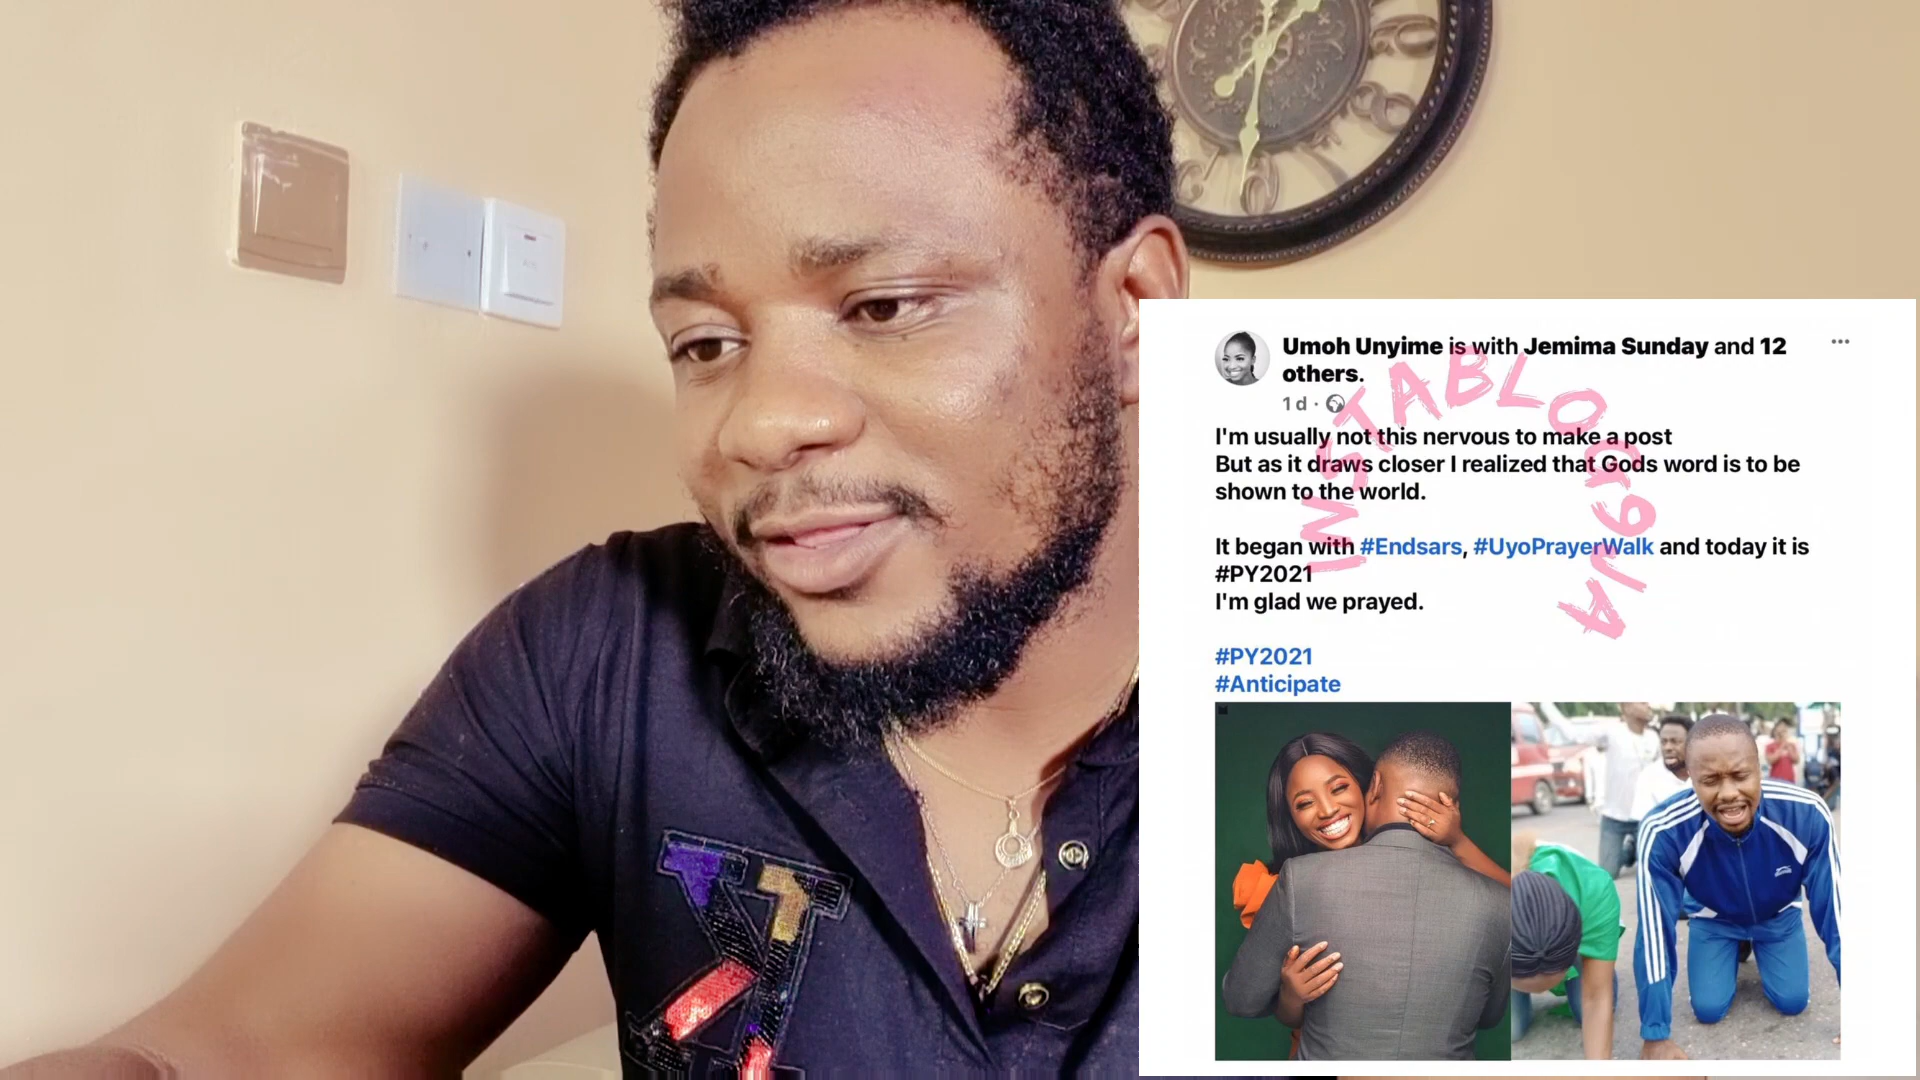 Umoh Unyime is with Jemima Sunday and 12
others.
1 d ·
I'm usually not this nervous to make a post
But as it draws closer I realized that Gods word is to be
shown to the world.
It began with #Endsars, #UyoPrayerWalk and today it is
#PY2021
I'm glad we prayed.
#PY2021
#Anticipate
INSTABLOG9JA